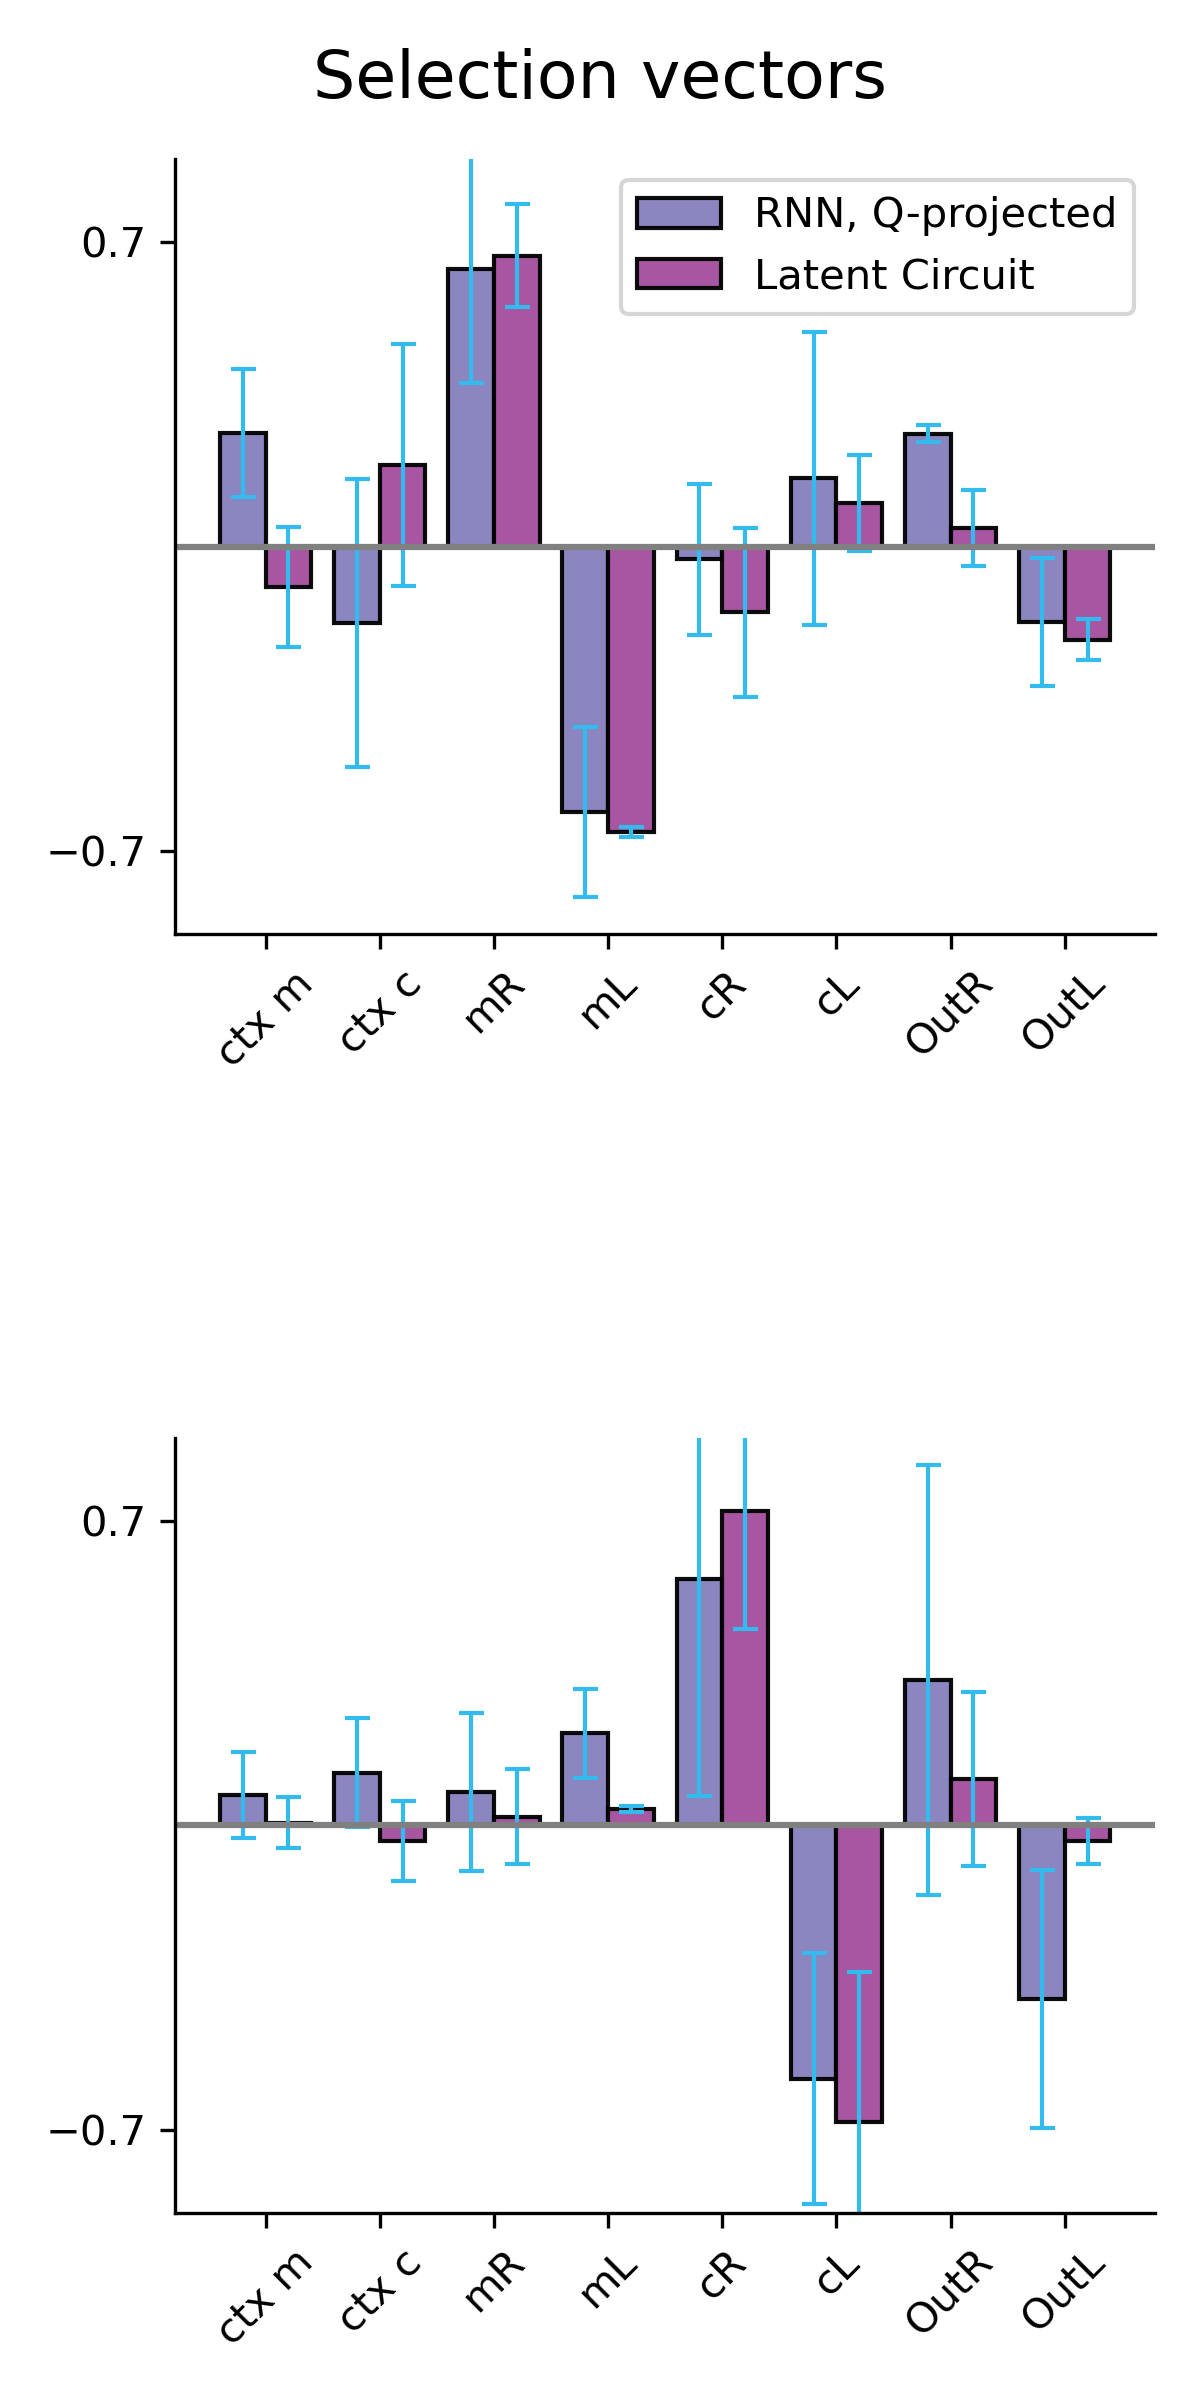 Selection vectors
RNN, Q-projected
Latent Circuit
0.7
−0.7
ctx m
ctx c
mR
mL
cR
cL
OutR
OutL
0.7
−0.7
ctx m
ctx c
mR
mL
cR
cL
OutR
OutL